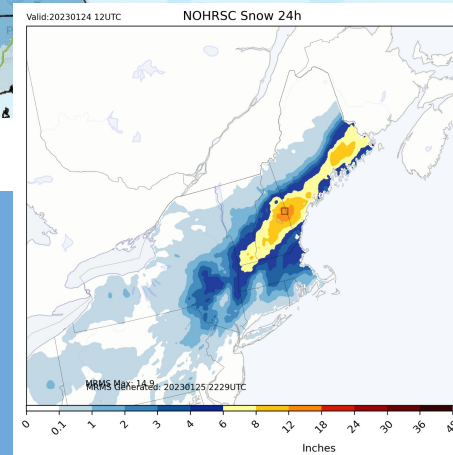 Valid:20230124 12UTC
NOHRSC Snow 24h
MRMS Max: 14.9
MRMS Generated: 20230125 2229UTC
0 0.1 1 2 3 4 6 8 12 18 24 30 36
Inches